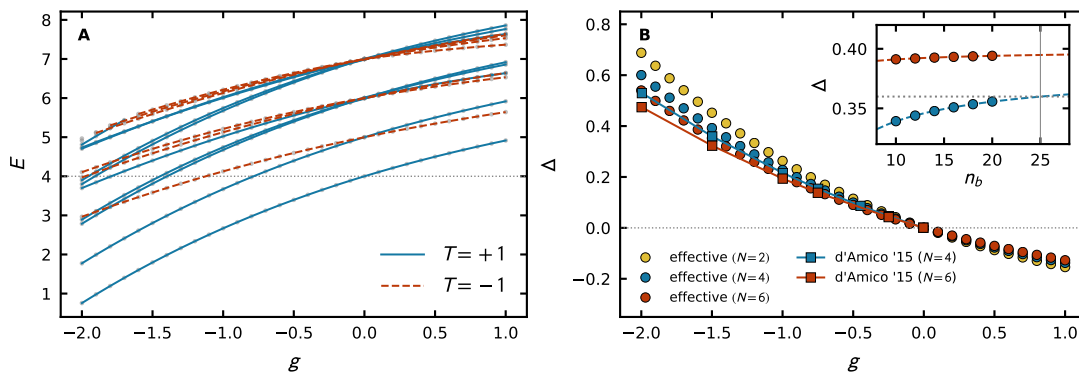 A
8
7
6
5
4
3
2
1
E
T = +1
T = −1
−2.0 −1.5 −1.0 −0.5 0.0 0.5 1.0
g
B
0.8
0.6
0.4
0.2
0.0
−0.2
Δ
effective (N=2)
effective (N=4)
effective (N=6)
d'Amico '15 (N=4)
d'Amico '15 (N=6)
−2.0 −1.5 −1.0 −0.5 0.0 0.5 1.0
g
0.40
0.35
Δ
10 15 20 25
n_b